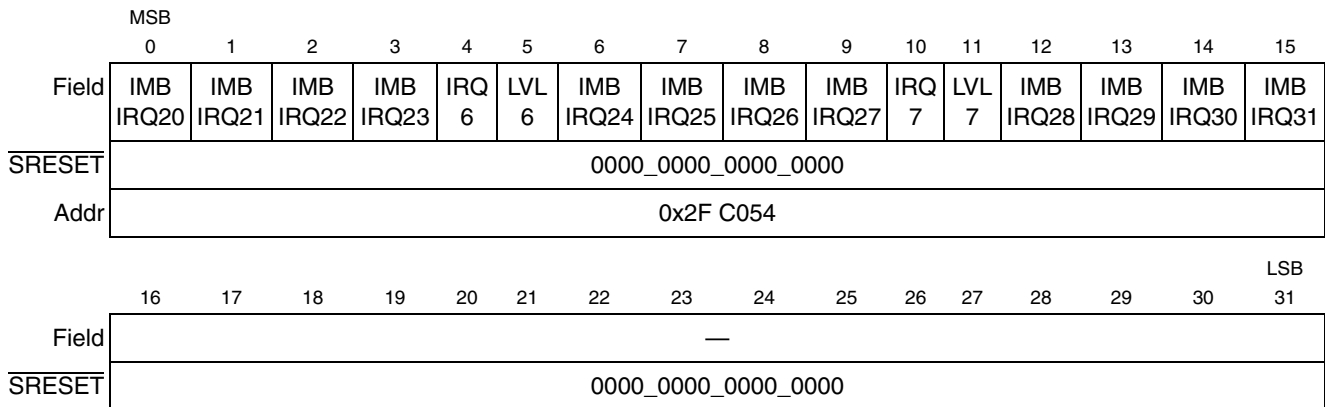 MSB
0 1 2 3 4 5 6 7 8 9 10 11 12 13 14 15
Field IMB IMB IMB IMB IRQ LVL IMB IMB IMB IMB IRQ LVL IMB IMB IMB IMB
IRQ20 IRQ21 IRQ22 IRQ23 6 6 IRQ24 IRQ25 IRQ26 IRQ27 7 7 IRQ28 IRQ29 IRQ30 IRQ31
SRESET 0000_0000_0000_0000
Addr 0x2F C054
LSB
16 17 18 19 20 21 22 23 24 25 26 27 28 29 30 31
Field —
SRESET 0000_0000_0000_0000